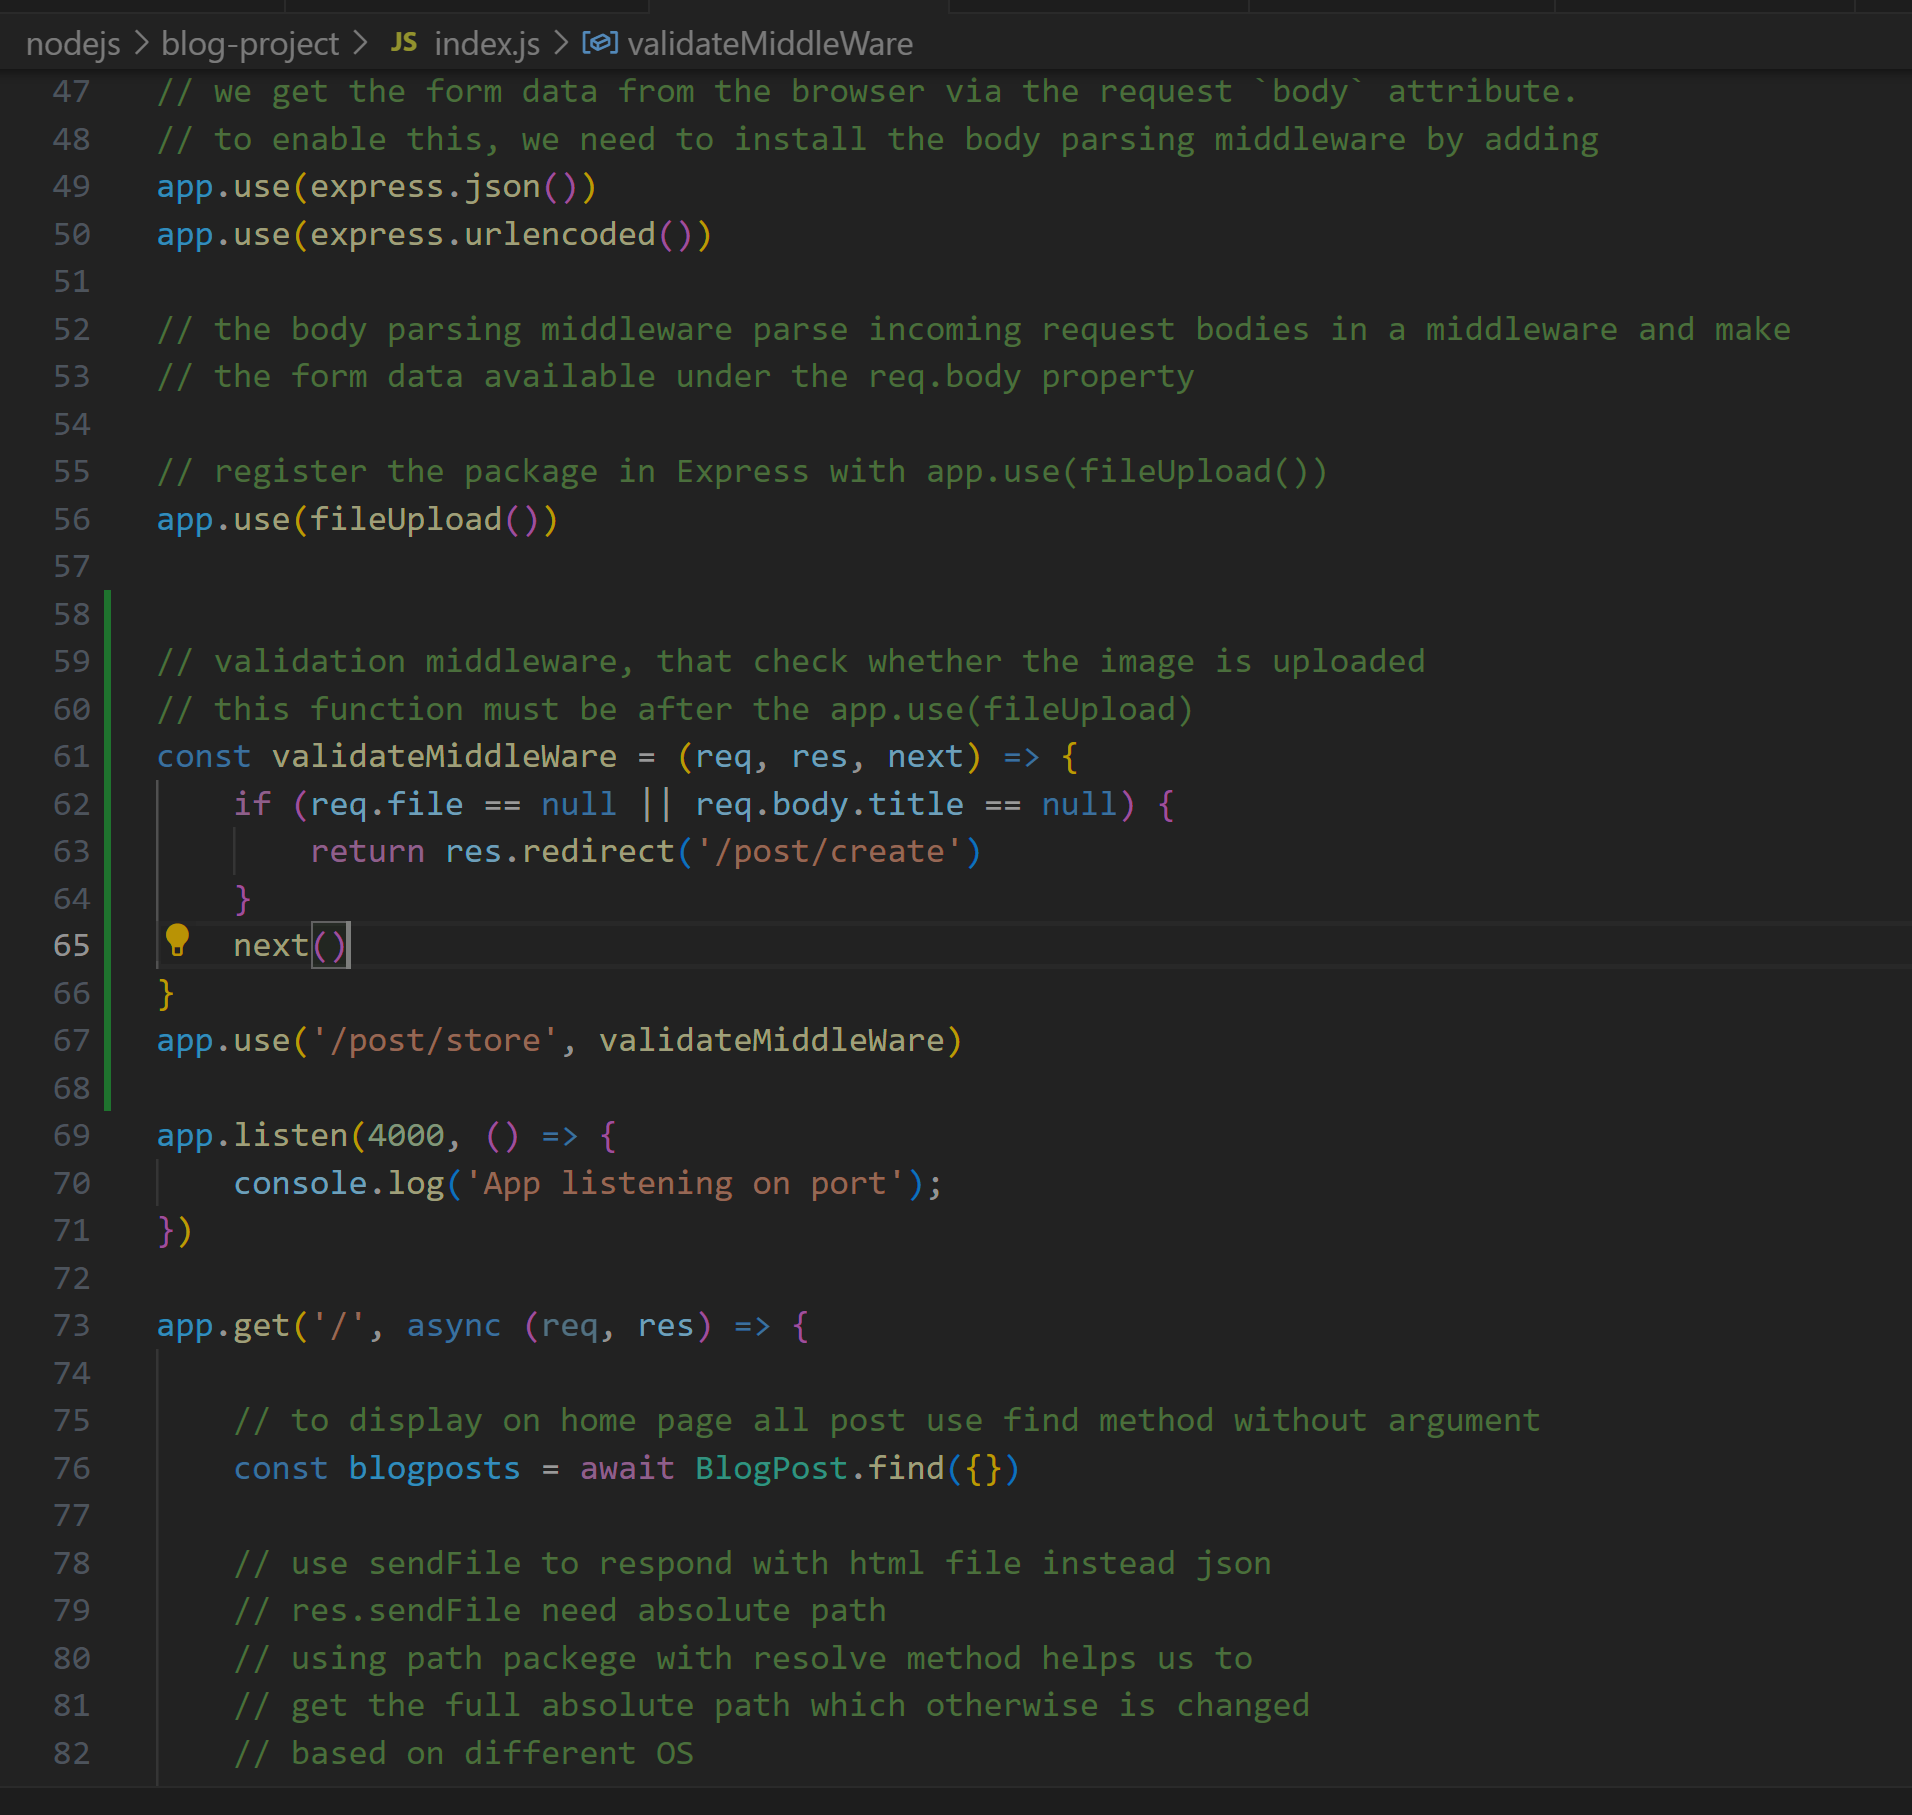 nodejs > blog-project > JS index.js > validateMiddleWare
47 // we get the form data from the browser via the request `body` attribute.
48 // to enable this, we need to install the body parsing middleware by adding
49 app.use(express.json())
50 app.use(express.urlencoded())
51
52 // the body parsing middleware parse incoming request bodies in a middleware and make
53 // the form data available under the req.body property
54
55 // register the package in Express with app.use(fileUpload())
56 app.use(fileUpload())
57
58
59 // validation middleware, that check whether the image is uploaded
60 // this function must be after the app.use(fileUpload)
61 const validateMiddleWare = (req, res, next) => {
62     if (req.file == null || req.body.title == null) {
63         return res.redirect('/post/create')
64     }
65     next()
66 }
67 app.use('/post/store', validateMiddleWare)
68
69 app.listen(4000, () => {
70     console.log('App listening on port');
71 })
72
73 app.get('/', async (req, res) => {
74
75     // to display on home page all post use find method without argument
76     const blogposts = await BlogPost.find({})
77
78     // use sendFile to respond with html file instead json
79     // res.sendFile need absolute path
80     // using path packege with resolve method helps us to
81     // get the full absolute path which otherwise is changed
82     // based on different OS